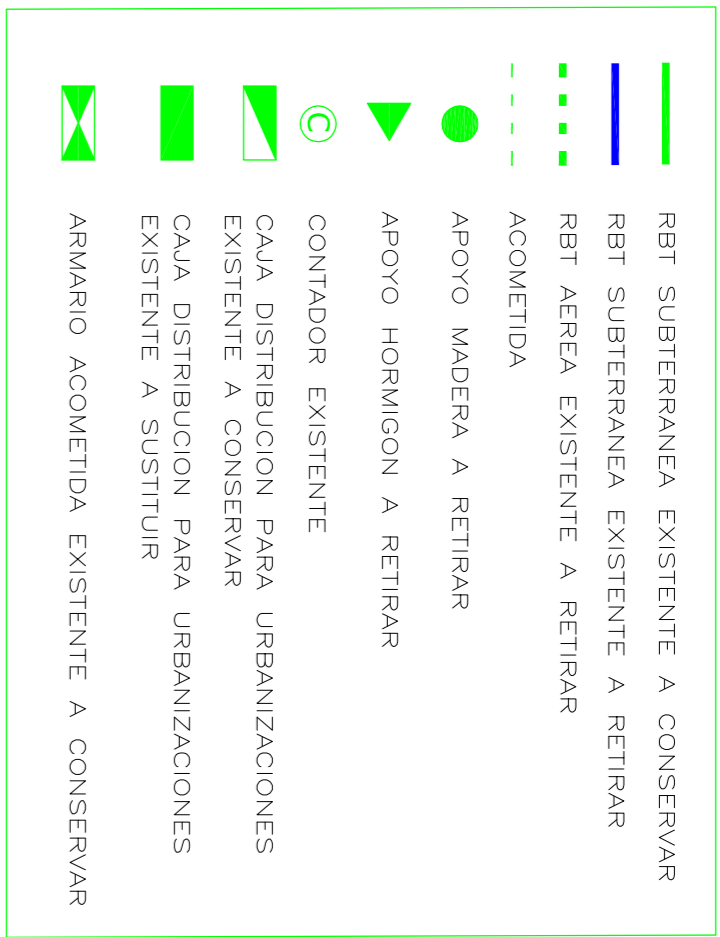 RBT SUBTERRANEA EXISTENTE A CONSERVAR
RBT SUBTERRANEA EXISTENTE A RETIRAR
RBT AEREA EXISTENTE A RETIRAR
ACOMETIDA
APOYO MADERA A RETIRAR
APOYO HORMIGON A RETIRAR
C CONTADOR EXISTENTE
CAJA DISTRIBUCION PARA URBANIZACIONES
EXISTENTE A CONSERVAR
CAJA DISTRIBUCION PARA URBANIZACIONES
EXISTENTE A SUSTITUIR
ARMARIO ACOMETIDA EXISTENTE A CONSERVAR